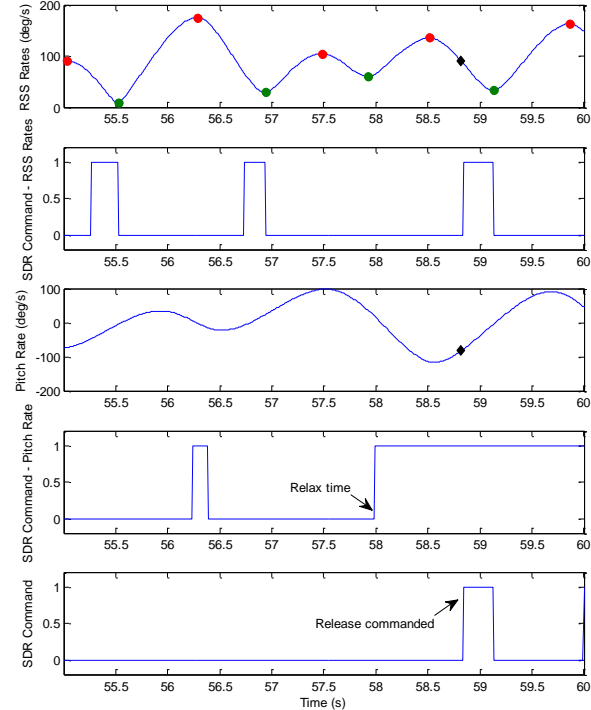 RSS Rates (deg/s)
200
100
0
55.5 56 56.5 57 57.5 58 58.5 59 59.5 60
SDR Command - RSS Rates
1
0.5
0
55.5 56 56.5 57 57.5 58 58.5 59 59.5 60
Pitch Rate (deg/s)
100
0
-100
-200
55.5 56 56.5 57 57.5 58 58.5 59 59.5 60
SDR Command - Pitch Rate
1
0.5
0
Relax time
55.5 56 56.5 57 57.5 58 58.5 59 59.5 60
SDR Command
1
0.5
0
Release commanded
55.5 56 56.5 57 57.5 58 58.5 59 59.5 60
Time (s)